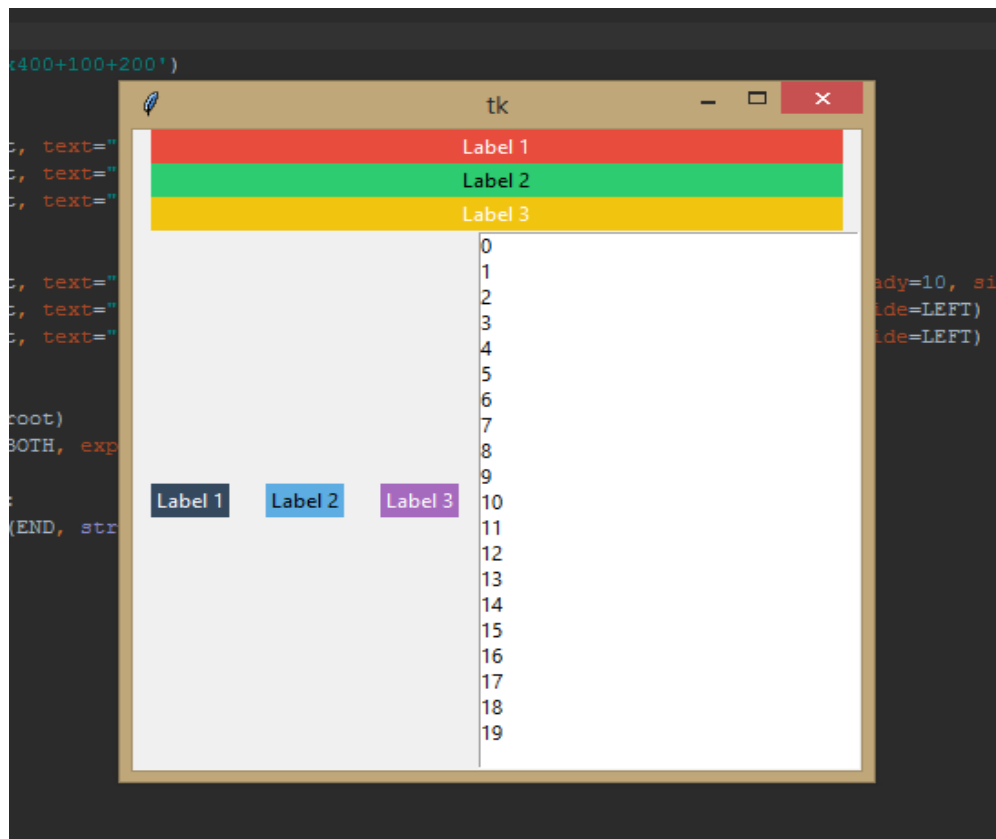 x400+100+200')
tk
t, text="
t, text="
t, text="
Label 1
Label 2
Label 3
t, text="
t, text="
t, text="
ady=10, si
ide=LEFT)
ide=LEFT)
root)
BOTH, exp
:
(END, str
Label 1 Label 2 Label 3
0
1
2
3
4
5
6
7
8
9
10
11
12
13
14
15
16
17
18
19